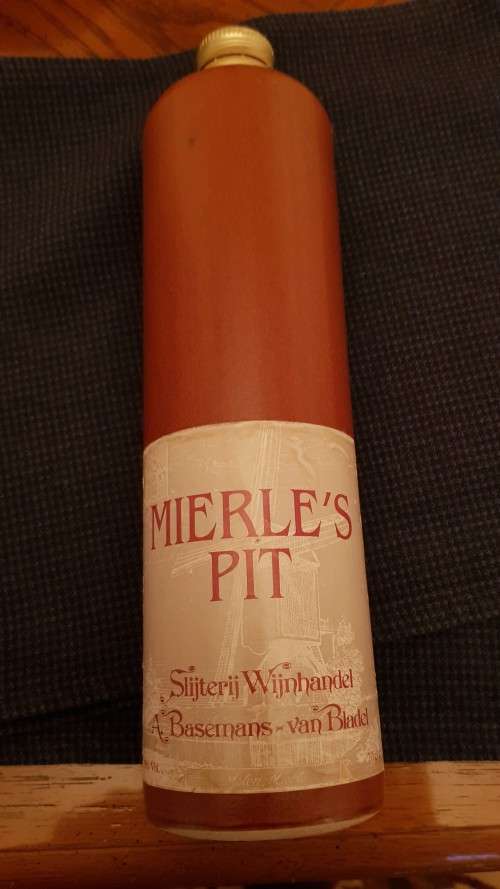 MIERLE'S
PIT
Slijterij Wijnhandel
A. Basemans - van Bladel